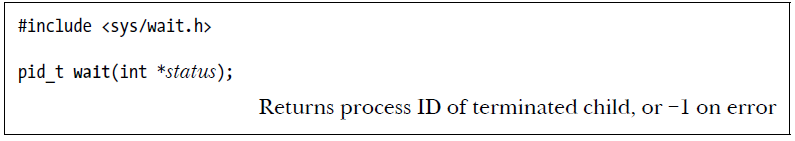 #include <sys/wait.h>
pid_t wait(int *status);
Returns process ID of terminated child, or −1 on error